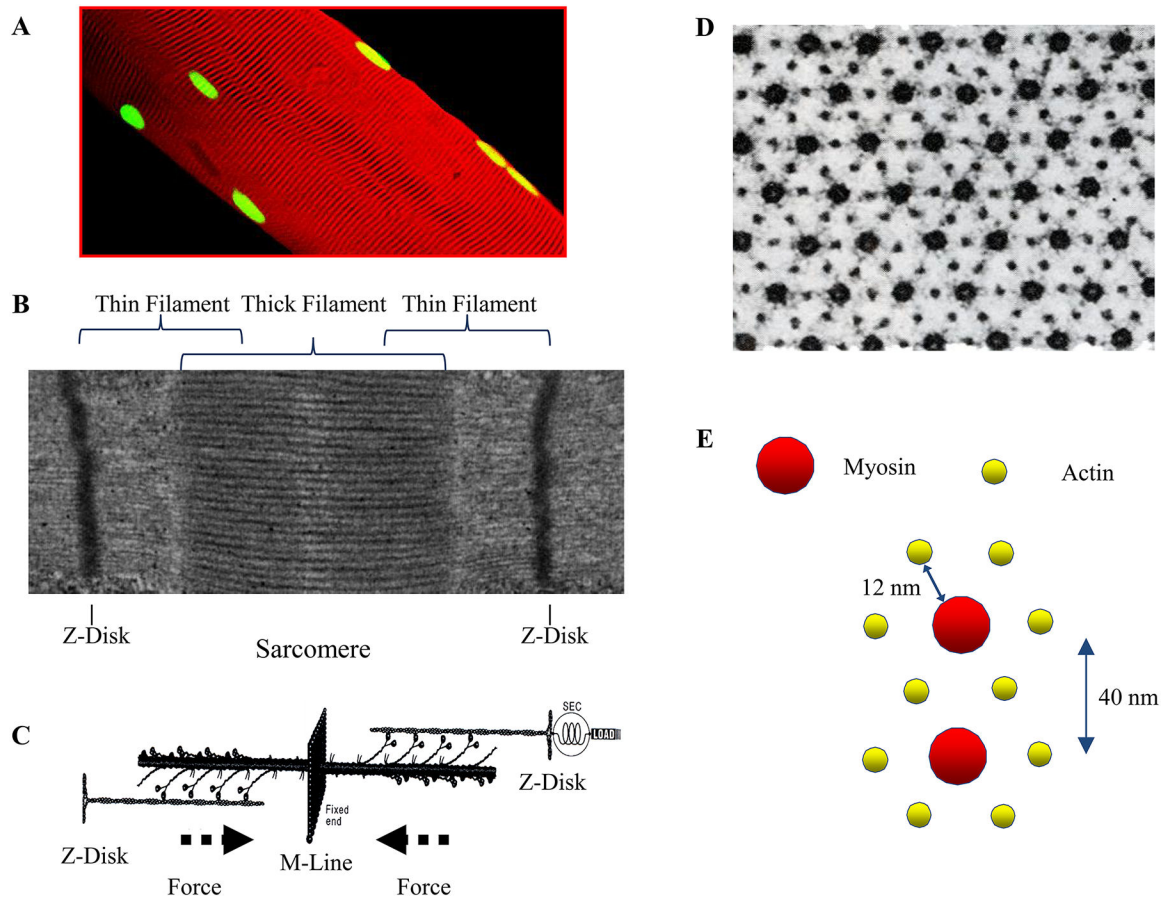 A
B
Thin Filament Thick Filament Thin Filament
Z-Disk
Z-Disk
Sarcomere
C
SEC
LOAD
Z-Disk
Fixed
end
Z-Disk
M-Line
Force
Force
D
E
Myosin
Actin
12 nm
40 nm